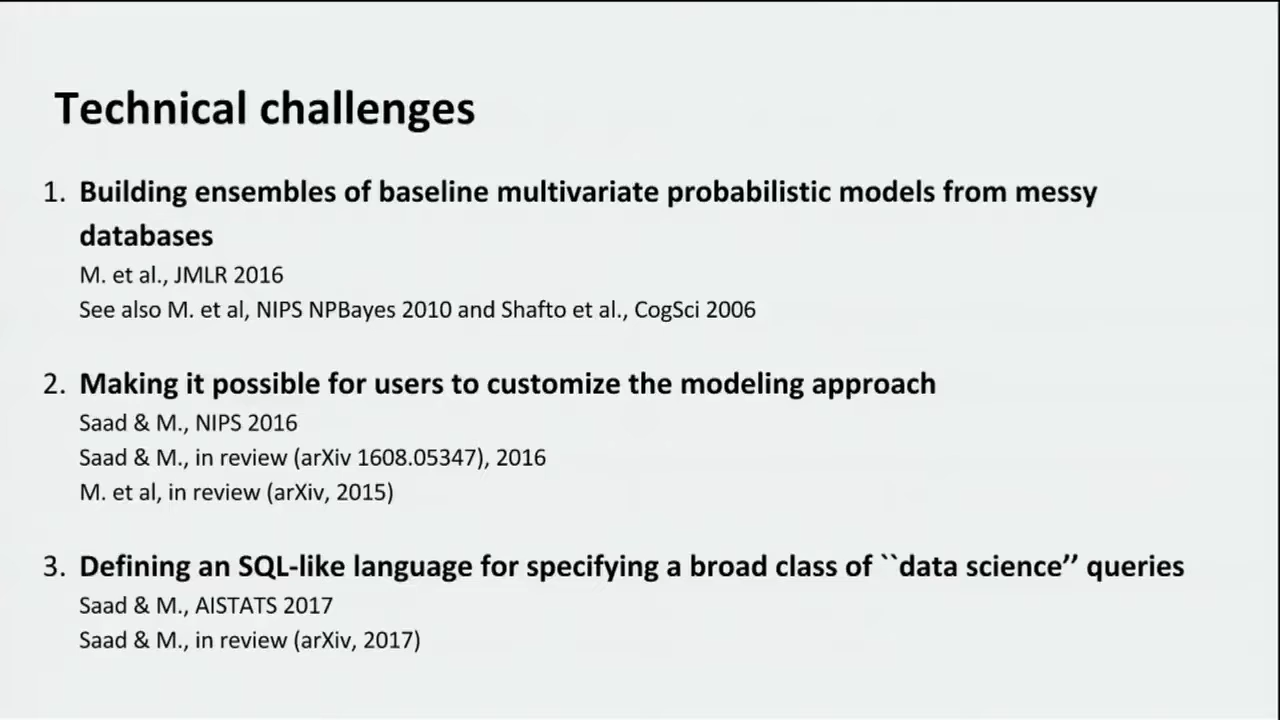 Technical challenges
1. Building ensembles of baseline multivariate probabilistic models from messy
databases
M. et al., JMLR 2016
See also M. et al, NIPS NPBayes 2010 and Shafto et al., CogSci 2006
2. Making it possible for users to customize the modeling approach
Saad & M., NIPS 2016
Saad & M., in review (arXiv 1608.05347), 2016
M. et al, in review (arXiv, 2015)
3. Defining an SQL-like language for specifying a broad class of ``data science’’ queries
Saad & M., AISTATS 2017
Saad & M., in review (arXiv, 2017)